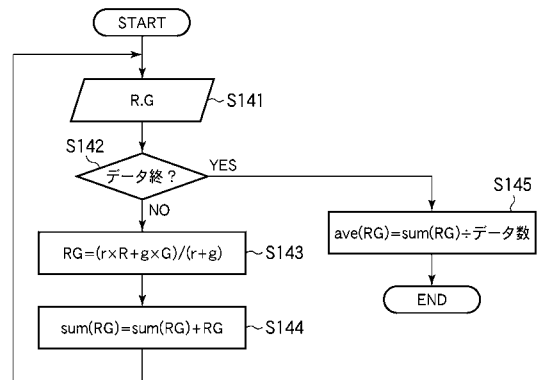 START
R.G
S141
S142
データ終？
YES
NO
S145
RG=(r×R+g×G)/(r+g)
S143
ave(RG)=sum(RG)÷データ数
END
sum(RG)=sum(RG)+RG
S144